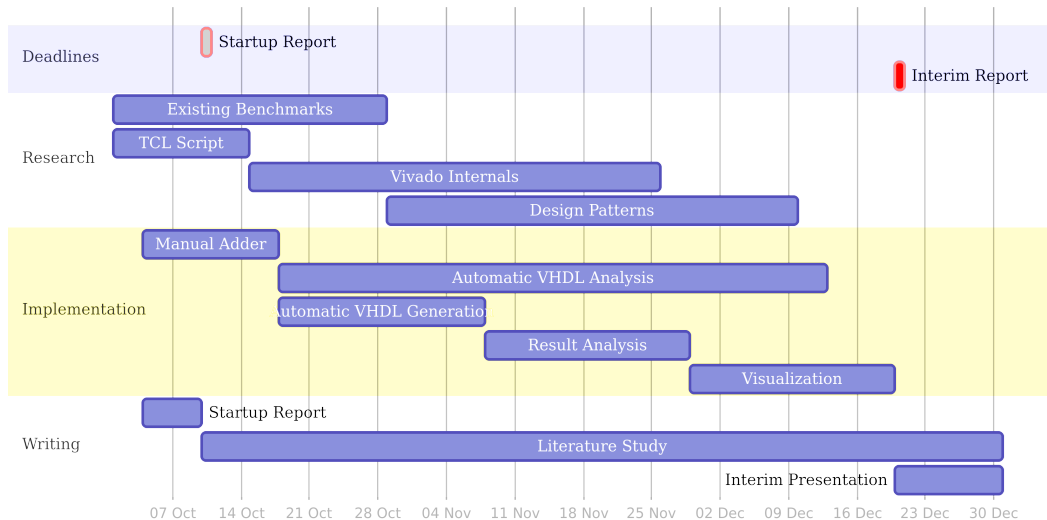 Startup Report
Deadlines
Interim Report
Existing Benchmarks
TCL Script
Research
Vivado Internals
Design Patterns
Manual Adder
Automatic VHDL Analysis
Implementation
utomatic VHDL Generation
Result Analysis
Visualization
Startup Report
Writing
Literature Study
Interim Presentation
07 Oct 14 Oct 21 Oct 28 Oct 04 Nov 11 Nov 18 Nov 25 Nov 02 Dec 09 Dec 16 Dec 23 Dec 30 Dec